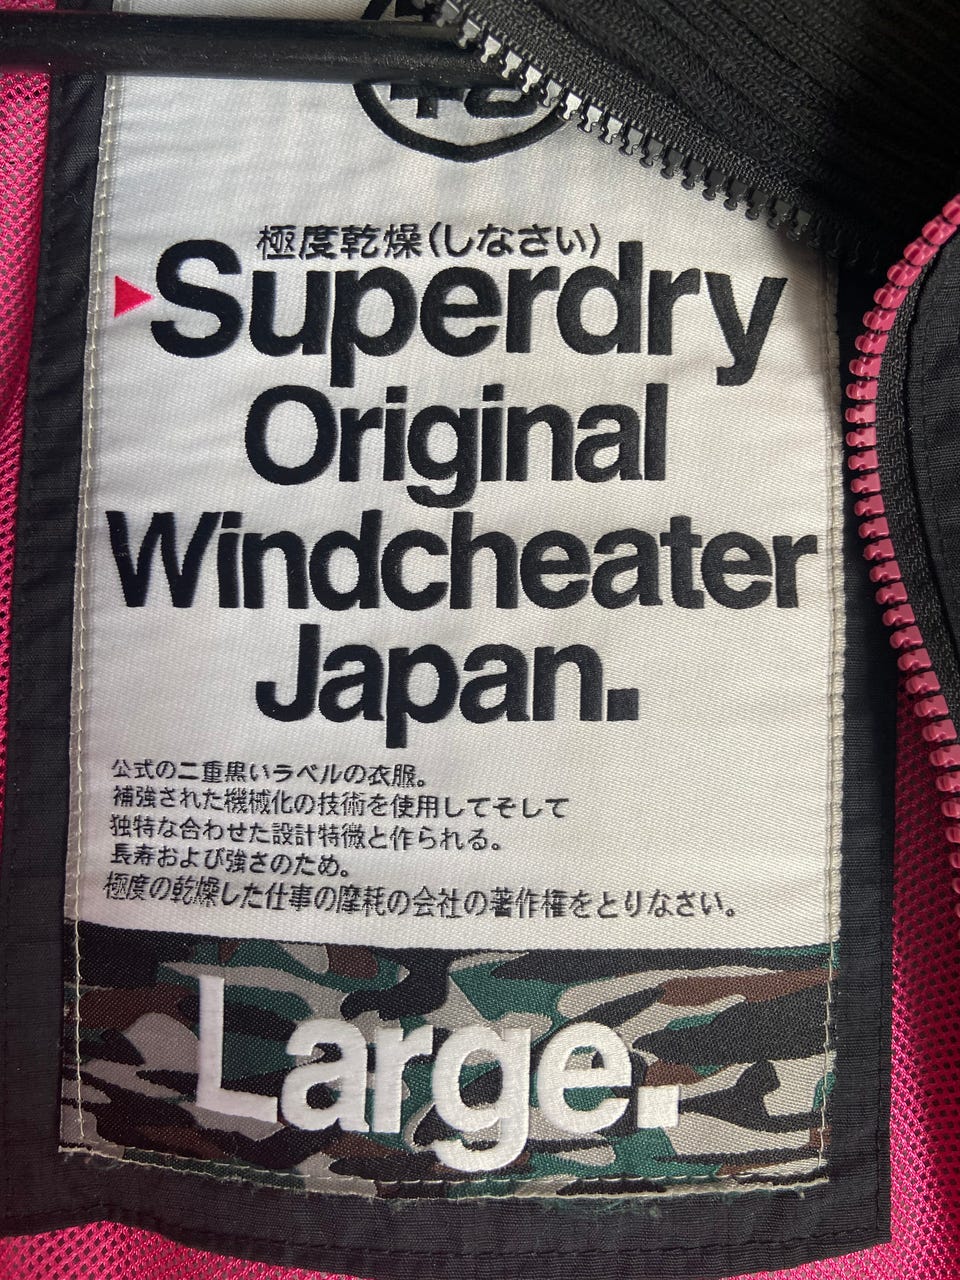 極度乾燥(しなさい)
Superdry
Original
Windcheater
Japan.
公式の二重黒いラベルの衣服。
補強された機械化の技術を使用してそして
独特な合わせた設計特徴と作られる。
長寿および強さのため。
極度の乾燥した仕事の摩耗の会社の著作権をとりなさい。
Large.